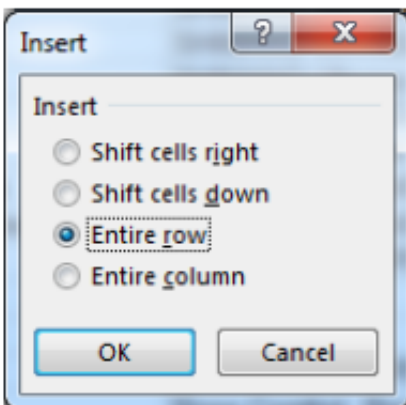 Insert
Insert
Shift cells right
Shift cells down
Entire row
Entire column
OK
Cancel